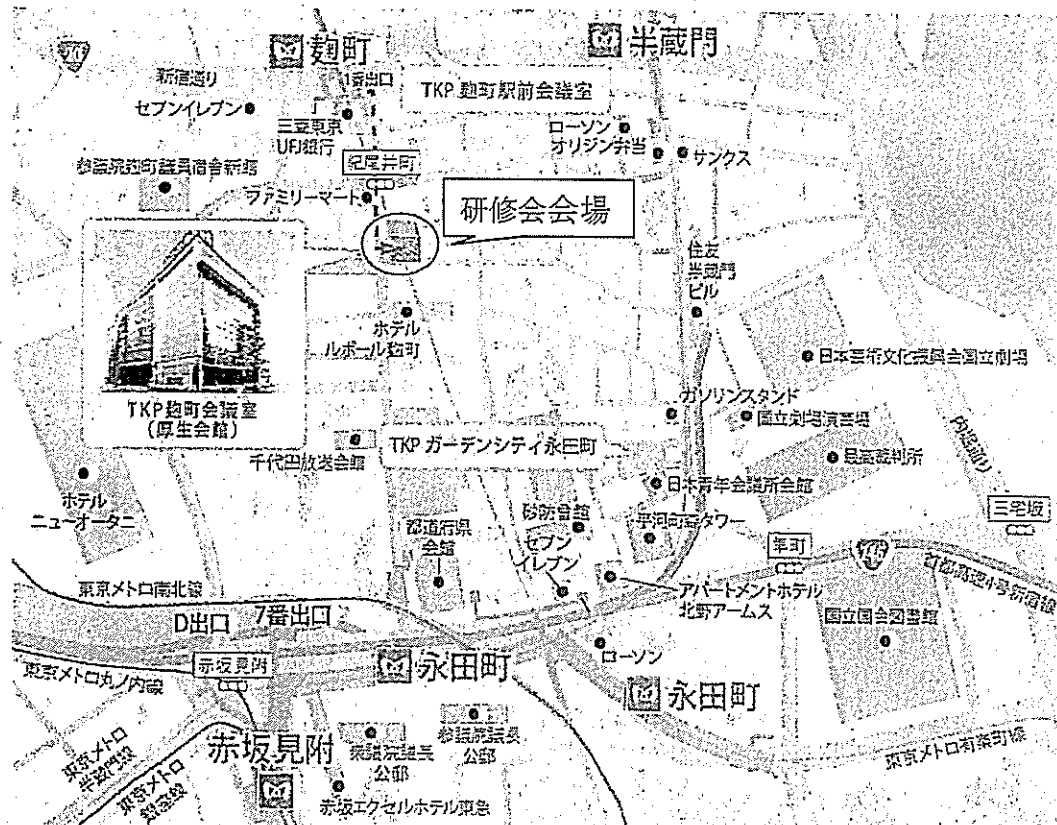 麹町
半蔵門
新宿通り
1番出口
セブンイレブン
三菱東京
UFJ銀行
TKP 麹町駅前会議室
ローソン
オリジン弁当
サンクス
参議院麹町議員宿舎新館
紀尾井町
ファミリーマート
研修会会場
住友
半蔵門
ビル
ホテル
ルポール麹町
日本芸術文化振興会国立劇場
TKP麹町会議室
(厚生会館)
ガソリンスタンド
国立劇場演芸場
内堀通り
千代田放送会館
TKP ガーデンシティ永田町
最高裁判所
ホテル
ニューオータニ
日本青年会議所会館
三宅坂
都道府県
会館
砂防会館
平河町森タワー
セブン
イレブン
隼町
首都高速4号新宿線
東京メトロ南北線
アパートメントホテル
北野アームス
D出口
7番出口
国立国会図書館
赤坂見附
永田町
ローソン
東京メトロ丸ノ内線
永田町
赤坂見附
衆議院議長
公邸
参議院議長
公邸
東京メトロ
半蔵門線
東京メトロ
銀座線
東京メトロ有楽町線
赤坂エクセルホテル東急